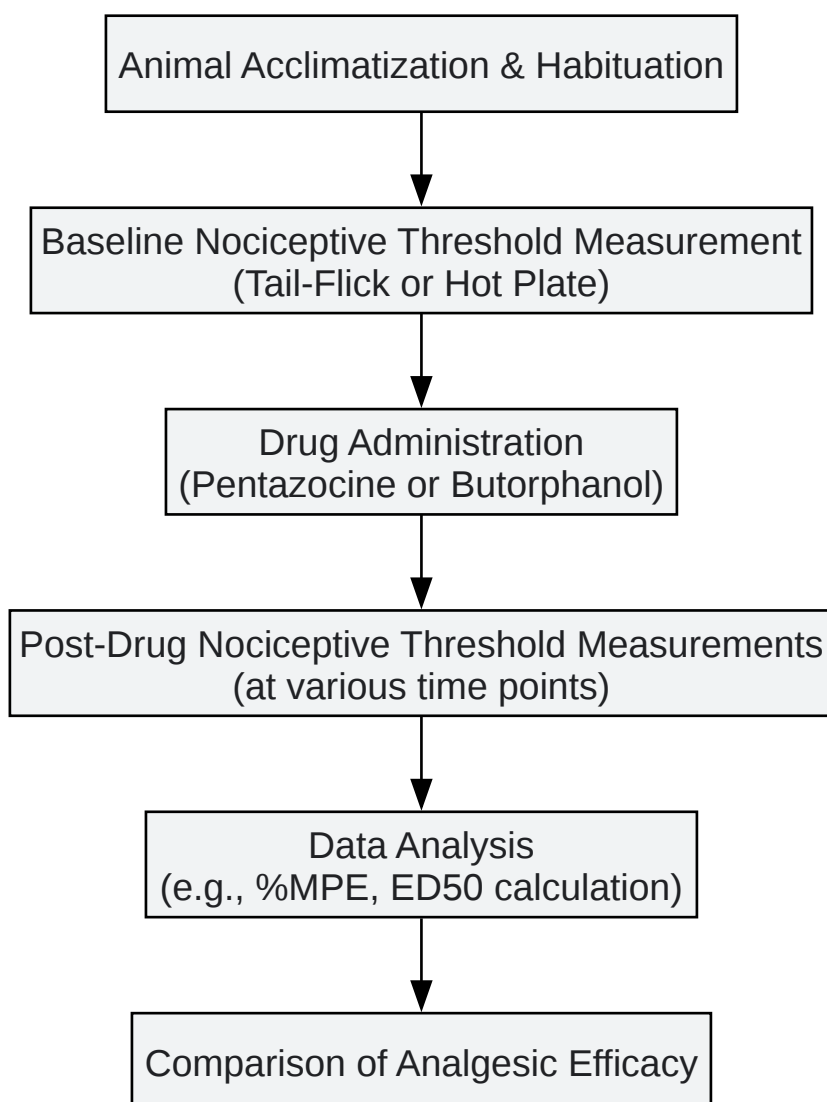 Animal Acclimatization & Habituation
Baseline Nociceptive Threshold Measurement
(Tail-Flick or Hot Plate)
Drug Administration
(Pentazocine or Butorphanol)
Post-Drug Nociceptive Threshold Measurements
(at various time points)
Data Analysis
(e.g., %MPE, ED50 calculation)
Comparison of Analgesic Efficacy